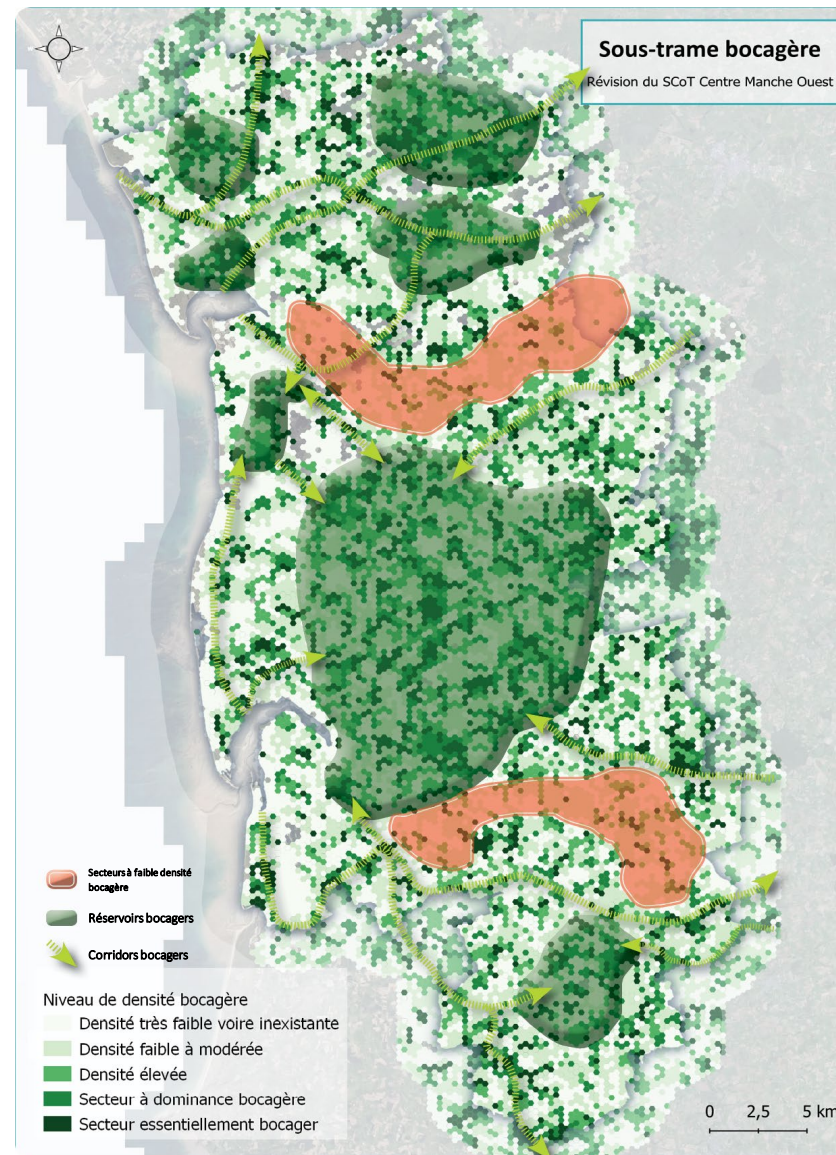 Sous-trame bocagère
Révision du SCoT Centre Manche Ouest
Secteurs à faible densité
bocagère
Réservoirs bocagers
Corridors bocagers
Niveau de densité bocagère
Densité très faible voire inexistante
Densité faible à modérée
Densité élevée
Secteur à dominance bocagère
Secteur essentiellement bocager
0 2,5 5 km